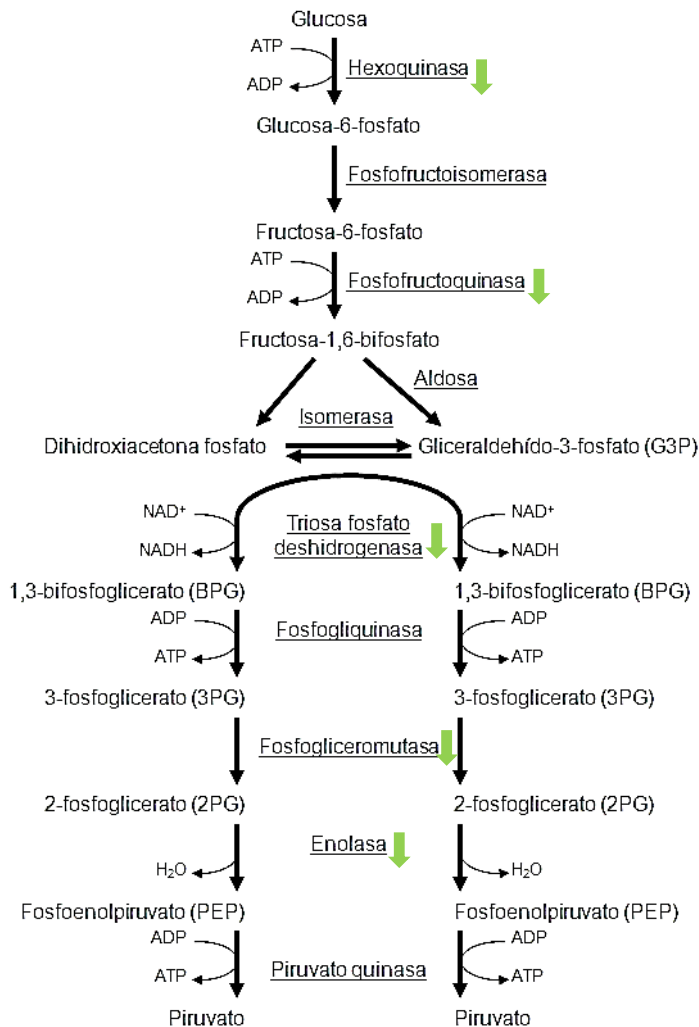 Glucosa
ATP
Hexoquinasa
ADP
Glucosa-6-fosfato
Fosfofructoisomerasa
Fructosa-6-fosfato
ATP
Fosfofructoquinasa
ADP
Fructosa-1,6-bifosfato
Aldosa
Isomerasa
Dihidroxiacetona fosfato
Gliceraldehído-3-fosfato (G3P)
NAD⁺
Triosa fosfato
NAD⁺
NADH
deshidrogenasa
NADH
1,3-bifosfoglicerato (BPG)
1,3-bifosfoglicerato (BPG)
ADP
Fosfogliquinasa
ADP
ATP
ATP
3-fosfoglicerato (3PG)
3-fosfoglicerato (3PG)
Fosfogliceromutasa
2-fosfoglicerato (2PG)
2-fosfoglicerato (2PG)
Enolasa
H₂O
H₂O
Fosfoenolpiruvato (PEP)
Fosfoenolpiruvato (PEP)
ADP
ADP
Piruvato quinasa
ATP
ATP
Piruvato
Piruvato